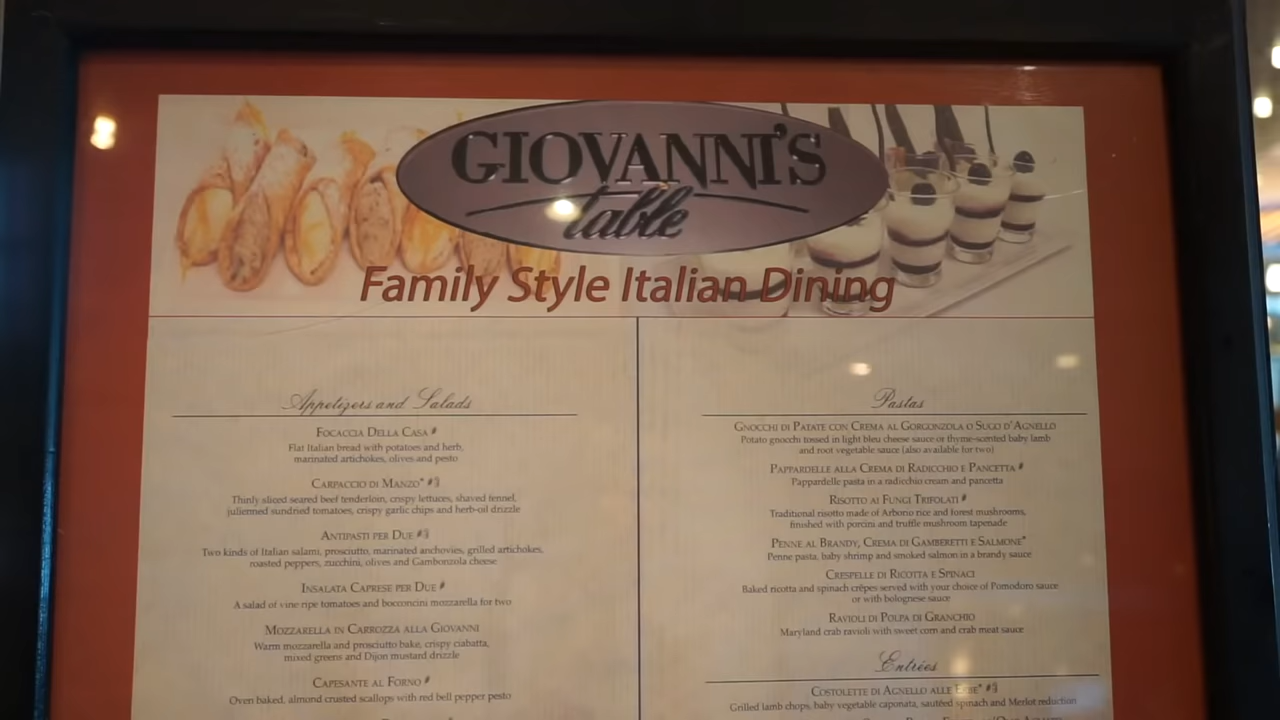 GIOVANNI'S
table
Family Style Italian Dining
Appetizers and Salads
FOCACCIA DELLA CASA #
Flat Italian bread with potatoes and herb,
marinated artichokes, olives and pesto
CARPACCIO DI MANZO* #
Thinly sliced seared beef tenderloin, crispy lettuces, shaved fennel,
julienned sundried tomatoes, crispy garlic chips and herb-oil drizzle
ANTIPASTI PER DUE #
Two kinds of Italian salami, prosciutto, marinated anchovies, grilled artichokes,
roasted peppers, zucchini, olives and Gambonzola cheese
INSALATA CAPRESE PER DUE #
A salad of vine ripe tomatoes and bocconcini mozzarella for two
MOZZARELLA IN CARROZZA ALLA GIOVANNI
Warm mozzarella and prosciutto bake, crispy ciabatta,
mixed greens and Dijon mustard drizzle
CAPESANTE AL FORNO #
Oven baked, almond crusted scallops with red bell pepper pesto
Pastas
GNOCCHI DI PATATE CON CREMA AL GORGONZOLA O SUGO D'AGNELLO
Potato gnocchi tossed in light bleu cheese sauce or thyme-scented baby lamb
and root vegetable sauce (also available for two)
PAPPARDELLE ALLA CREMA DI RADICCHIO E PANCETTA #
Pappardelle pasta in a radicchio cream and pancetta
RISOTTO AI FUNGI TRIFOLATI #
Traditional risotto made of Arborio rice and forest mushrooms,
finished with porcini and truffle mushroom tapenade
PENNE AL BRANDY, CREMA DI GAMBERETTI E SALMONE*
Penne pasta, baby shrimp and smoked salmon in a brandy sauce
CRESPELLE DI RICOTTA E SPINACI
Baked ricotta and spinach crêpes served with your choice of Pomodoro sauce
or with bolognese sauce
RAVIOLI DI POLPA DI GRANCHIO
Maryland crab ravioli with sweet corn and crab meat sauce
Entrées
COSTOLETTE DI AGNELLO ALLE ERBE* #
Grilled lamb chops, baby vegetable caponata, sautéed spinach and Merlot reduction